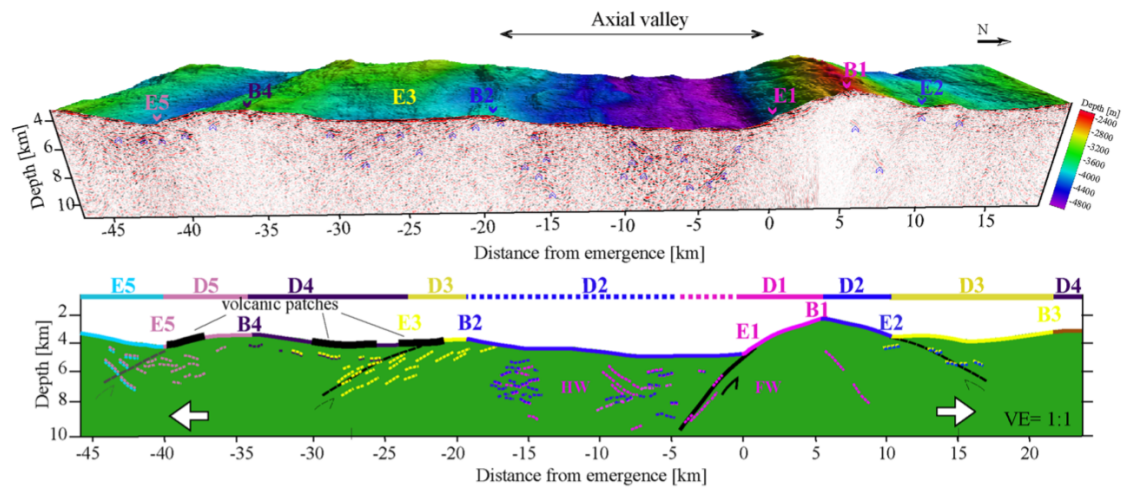 Axial valley
N
E5 B4 E3 B2 E1 B1 E2
Depth [m]
-2400
-2800
-3200
-3600
-4000
-4400
-4800
Depth [km]
4
6
8
10
-45 -40 -35 -30 -25 -20 -15 -10 -5 0 5 10 15
Distance from emergence [km]
E5 D5 D4 D3 D2 D1 D2 D3 D4
volcanic patches
E5 B4 E3 B2 E1 B1 E2 B3
Depth [km]
2
4
6
8
10
HW FW
VE= 1:1
-45 -40 -35 -30 -25 -20 -15 -10 -5 0 5 10 15 20
Distance from emergence [km]